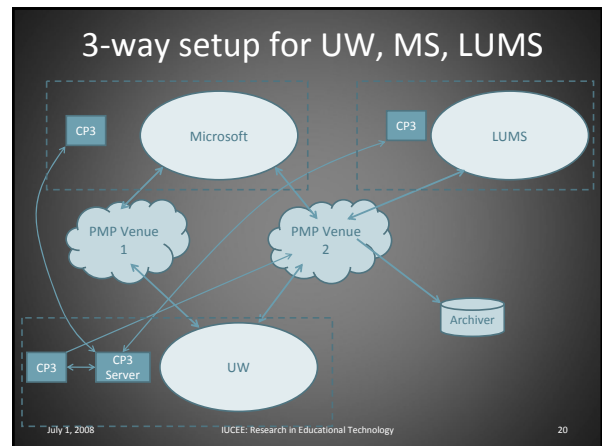 3-way setup for UW, MS, LUMS
CP3
Microsoft
CP3
LUMS
PMP Venue
1
PMP Venue
2
Archiver
CP3
CP3
Server
UW
July 1, 2008
IUCEE: Research in Educational Technology
20